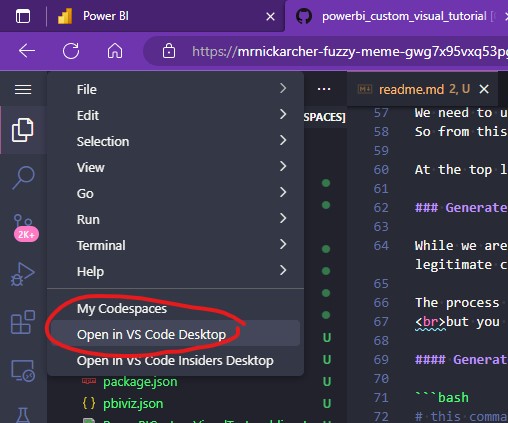 Power BI
powerbi_custom_visual_tutorial
https://mrnickarcher-fuzzy-meme-gwg7x95vxq53pg
File
Edit
Selection
View
Go
Run
Terminal
Help
My Codespaces
Open in VS Code Desktop
Open in VS Code Insiders Desktop
2K+
SPACES]
U
U
package.json U
{ } pbiviz.json U
U
readme.md 2, U
57 We need to u
58 So from this
59
60 At the top l
61
62 ### Generate
63
64 While we are
legitimate c
65
66 The process
67 <br>but you
68
69 #### Generat
70
71 ```bash
72 # this comma